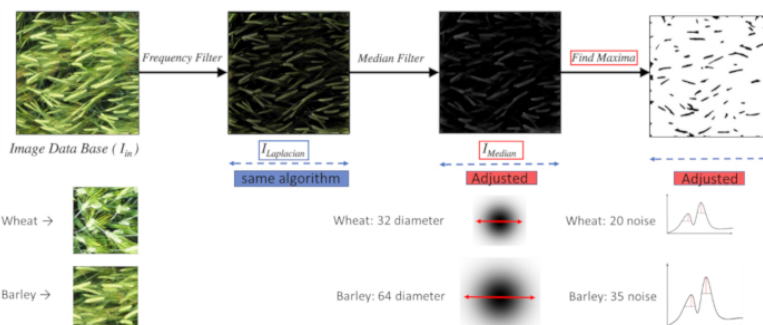 Frequency Filter
Median Filter
Find Maxima
Image Data Base ( I_in )
I_Laplacian
I_Median
same algorithm
Adjusted
Adjusted
Wheat →
Wheat: 32 diameter
Wheat: 20 noise
Barley →
Barley: 64 diameter
Barley: 35 noise